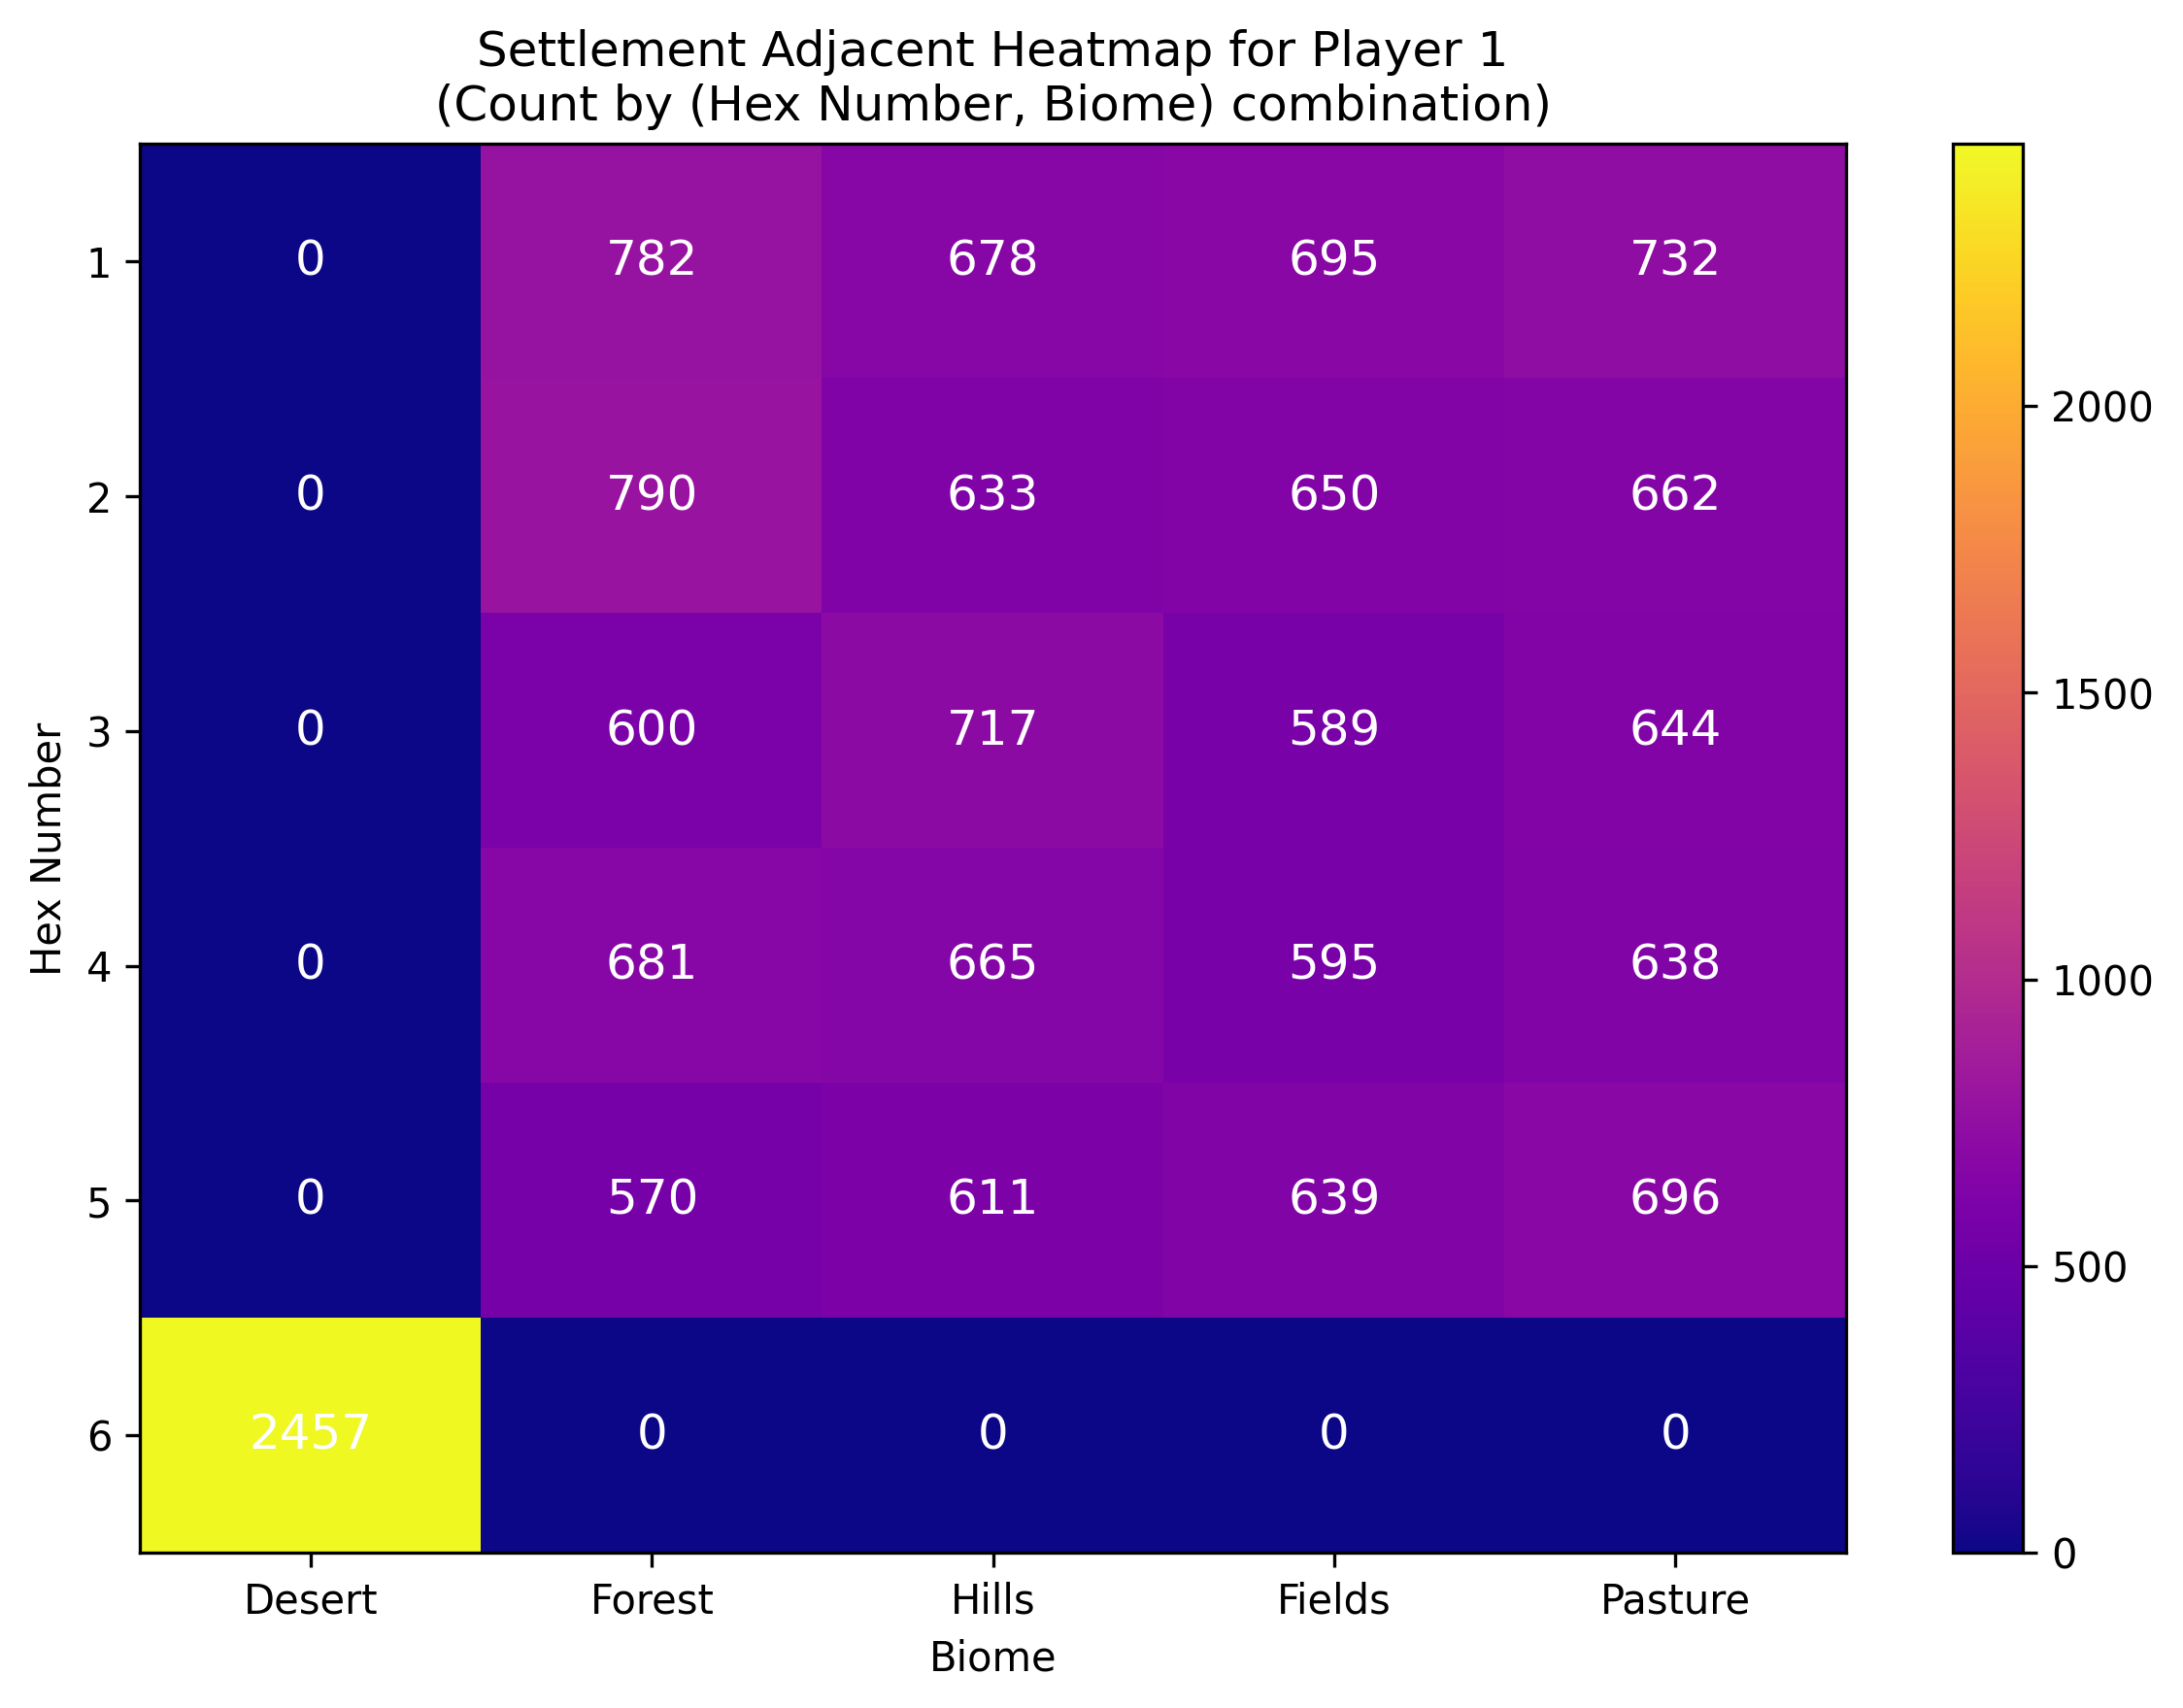 Settlement Adjacent Heatmap for Player 1
(Count by (Hex Number, Biome) combination)
Hex Number
1 0 782 678 695 732
2 0 790 633 650 662
3 0 600 717 589 644
4 0 681 665 595 638
5 0 570 611 639 696
6 2457 0 0 0 0
Desert Forest Hills Fields Pasture
Biome
2000
1500
1000
500
0